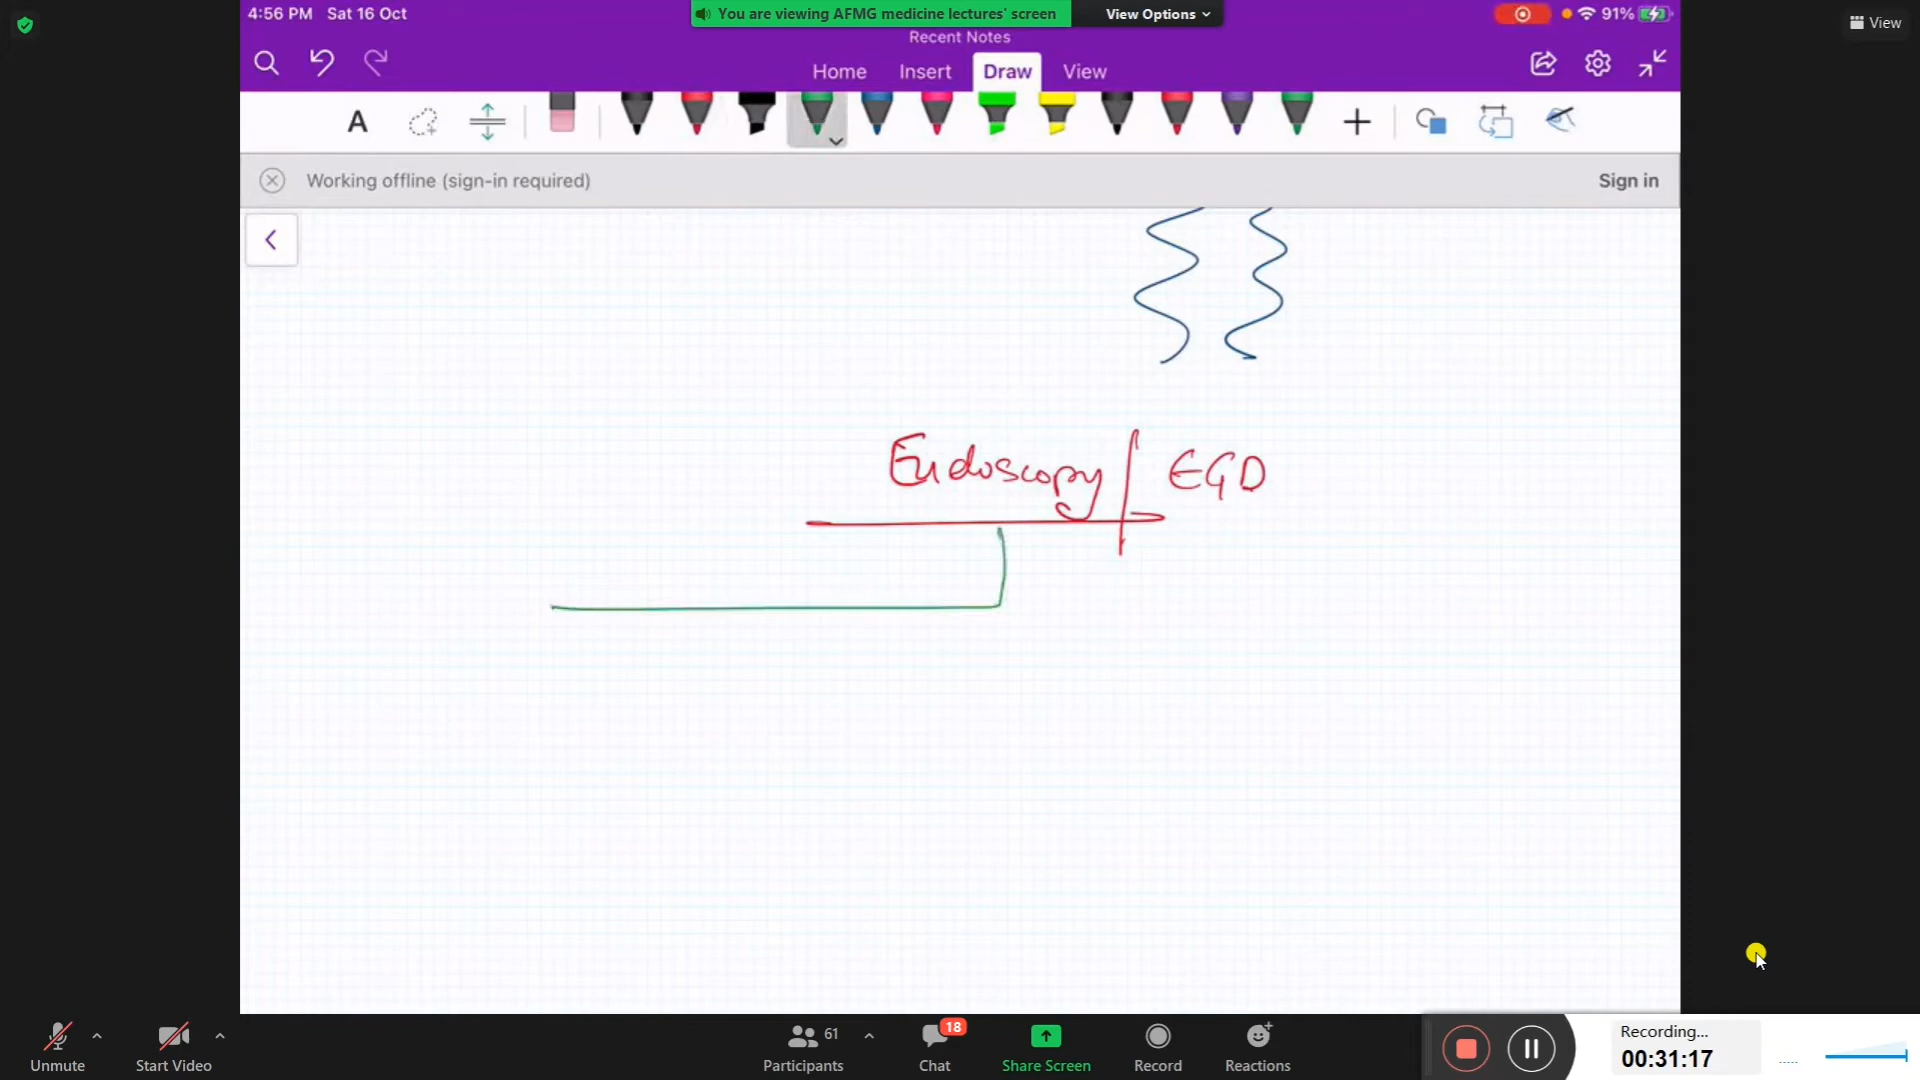 4:56 PM Sat 16 Oct
You are viewing AFMG medicine lectures' screen
View Options
91%
View
Recent Notes
Home Insert Draw View
A
Working offline (sign-in required)
Sign in
Endoscopy | EGD
Unmute
Start Video
61
Participants
18
Chat
Share Screen
Record
Reactions
Recording...
00:31:17